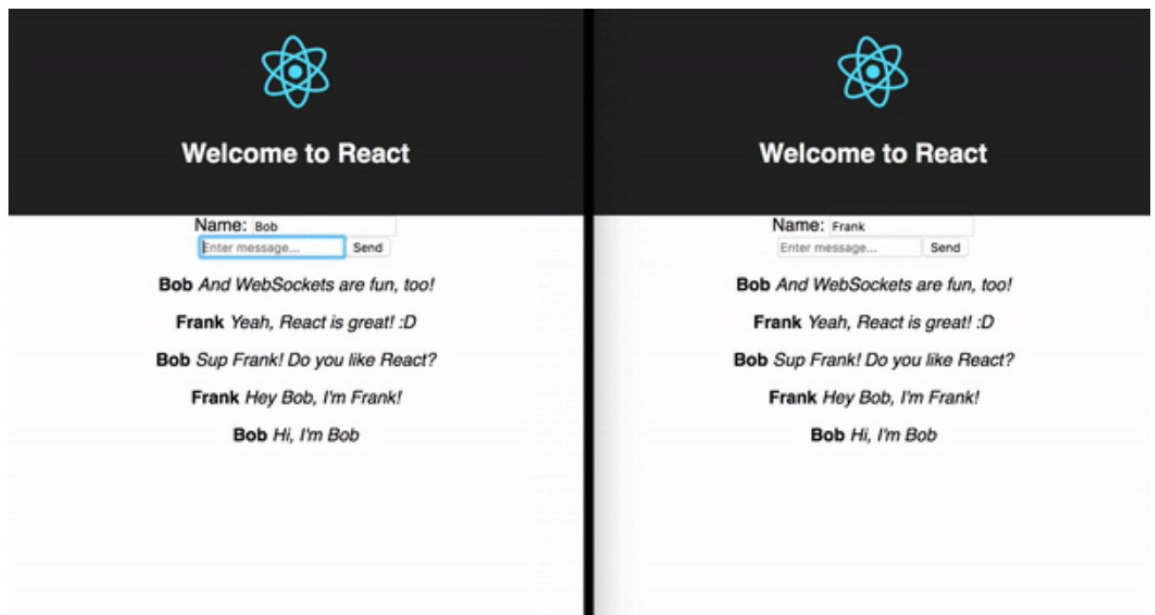 Welcome to React
Name: Bob
Enter message... Send
Bob And WebSockets are fun, too!
Frank Yeah, React is great! :D
Bob Sup Frank! Do you like React?
Frank Hey Bob, I'm Frank!
Bob Hi, I'm Bob
Welcome to React
Name: Frank
Enter message... Send
Bob And WebSockets are fun, too!
Frank Yeah, React is great! :D
Bob Sup Frank! Do you like React?
Frank Hey Bob, I'm Frank!
Bob Hi, I'm Bob